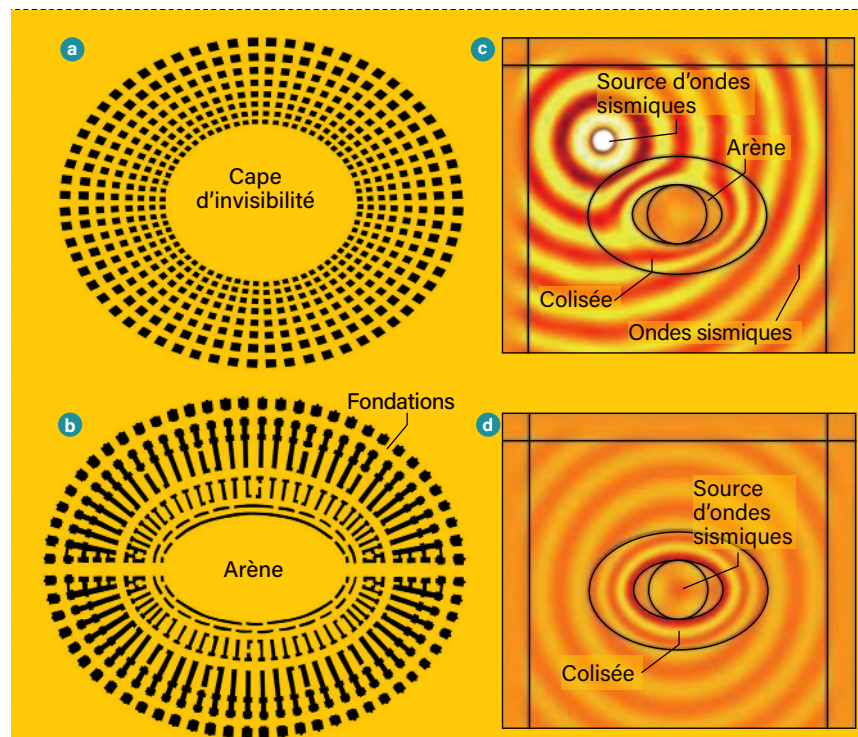 a
Cape
d'invisibilité
c
Source d'ondes
sismiques
Arène
Colisée
Ondes sismiques
b
Fondations
Arène
d
Source
d'ondes
sismiques
Colisée